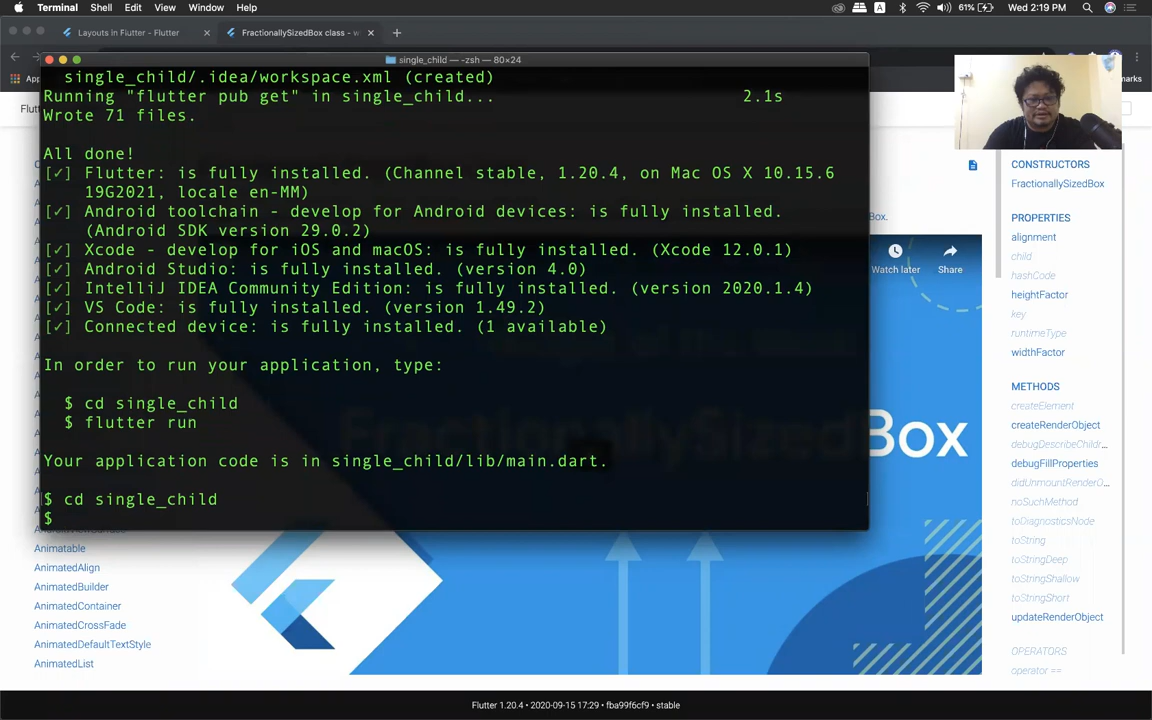 Terminal Shell Edit View Window Help
A 61% Wed 2:19 PM
Layouts in Flutter - Flutter
FractionallySizedBox class - w
single_child — -zsh — 80×24
single_child/.idea/workspace.xml (created)
Running "flutter pub get" in single_child... 2.1s
Wrote 71 files.
All done!
[✓] Flutter: is fully installed. (Channel stable, 1.20.4, on Mac OS X 10.15.6
19G2021, locale en-MM)
[✓] Android toolchain - develop for Android devices: is fully installed.
(Android SDK version 29.0.2)
[✓] Xcode - develop for iOS and macOS: is fully installed. (Xcode 12.0.1)
[✓] Android Studio: is fully installed. (version 4.0)
[✓] IntelliJ IDEA Community Edition: is fully installed. (version 2020.1.4)
[✓] VS Code: is fully installed. (version 1.49.2)
[✓] Connected device: is fully installed. (1 available)
In order to run your application, type:
$ cd single_child
$ flutter run
Your application code is in single_child/lib/main.dart.
$ cd single_child
$
App
marks
Flut
Box.
Watch later
Share
FractionallySizedBox
Animatable
AnimatedAlign
AnimatedBuilder
AnimatedContainer
AnimatedCrossFade
AnimatedDefaultTextStyle
AnimatedList
CONSTRUCTORS
FractionallySizedBox
PROPERTIES
alignment
child
hashCode
heightFactor
key
runtimeType
widthFactor
METHODS
createElement
createRenderObject
debugDescribeChildr...
debugFillProperties
didUnmountRenderO...
noSuchMethod
toDiagnosticsNode
toString
toStringDeep
toStringShallow
toStringShort
updateRenderObject
OPERATORS
operator ==
Flutter 1.20.4 • 2020-09-15 17:29 • fba99f6cf9 • stable